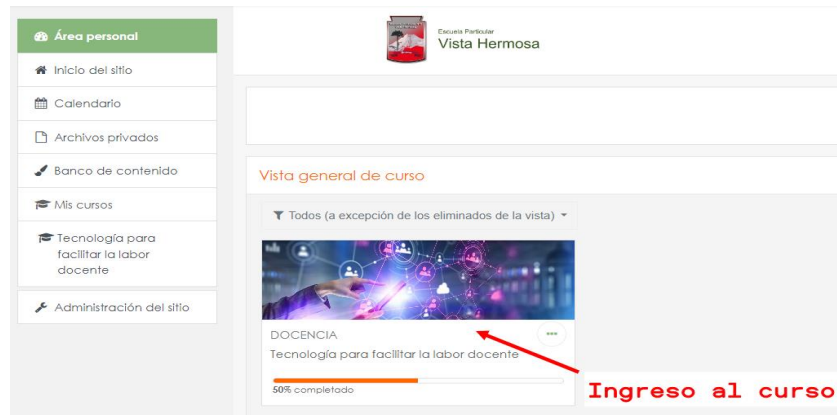 Área personal
Inicio del sitio
Calendario
Archivos privados
Banco de contenido
Mis cursos
Tecnología para
facilitar la labor
docente
Administración del sitio
Escuela Particular
Vista Hermosa
Vista general de curso
Todos (a excepción de los eliminados de la vista)
DOCENCIA
Tecnología para facilitar la labor docente
50% completado
Ingreso al curso